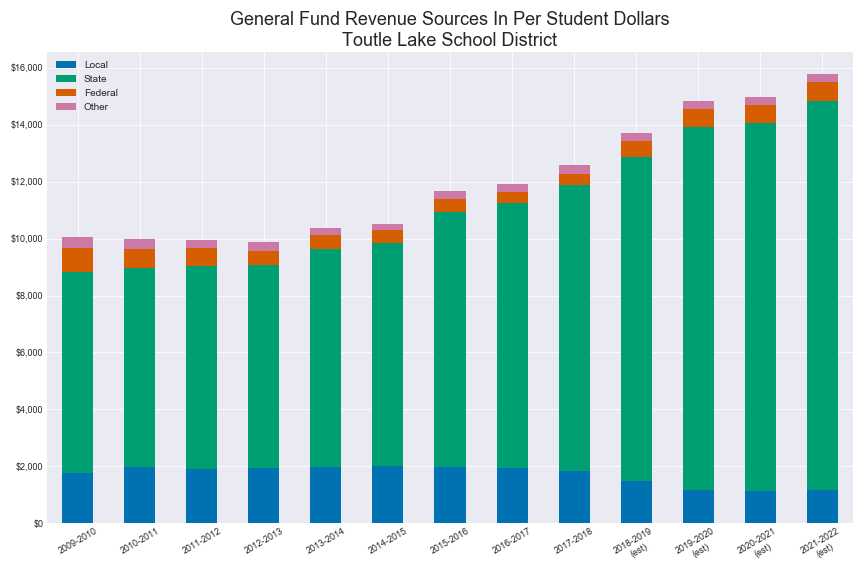 General Fund Revenue Sources In Per Student Dollars
Toutle Lake School District
Local
State
Federal
Other
$16,000
$14,000
$12,000
$10,000
$8,000
$6,000
$4,000
$2,000
$0
2009-2010
2010-2011
2011-2012
2012-2013
2013-2014
2014-2015
2015-2016
2016-2017
2017-2018
2018-2019
(est)
2019-2020
(est)
2020-2021
(est)
2021-2022
(est)